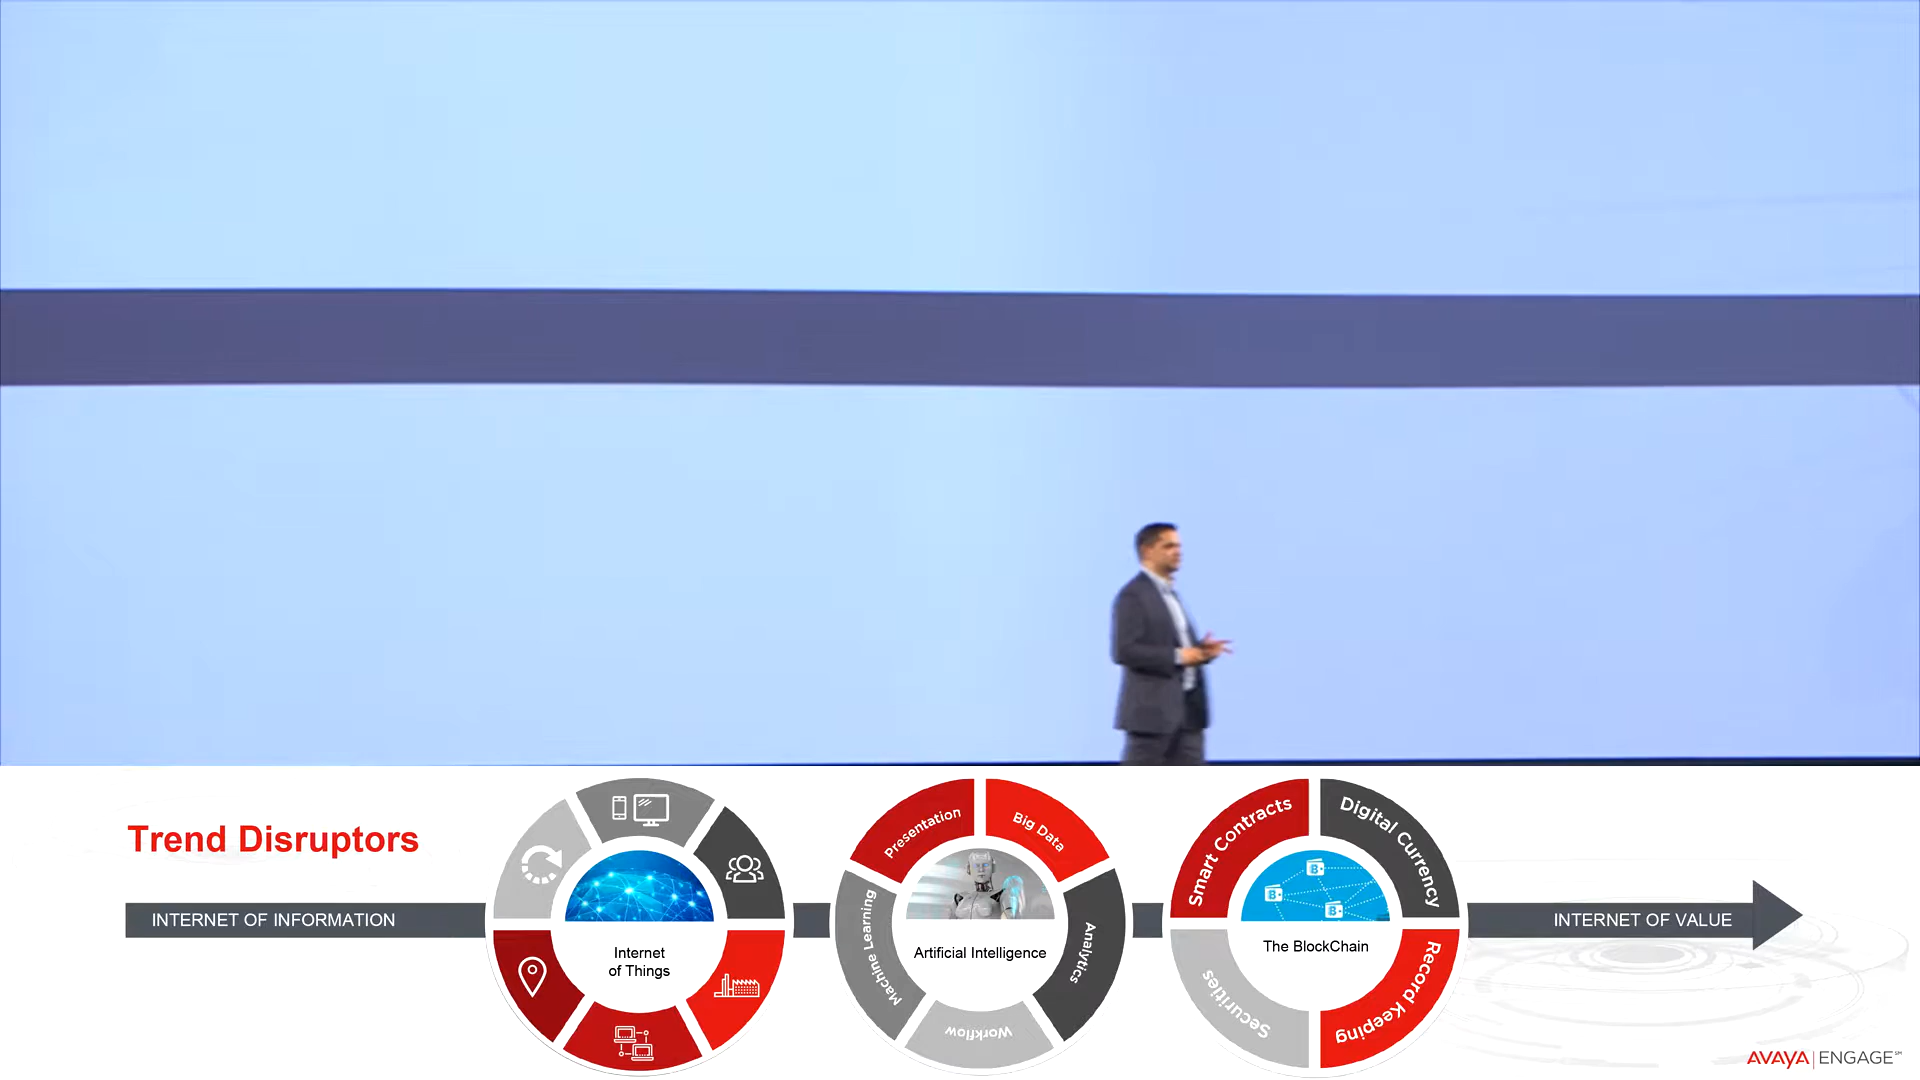 Trend Disruptors
INTERNET OF INFORMATION
Internet
of Things
Presentation
Big Data
Analytics
Workflow
Machine Learning
Artificial Intelligence
Smart Contracts
Digital Currency
Record Keeping
Securities
The BlockChain
INTERNET OF VALUE
AVAYA | ENGAGE SM